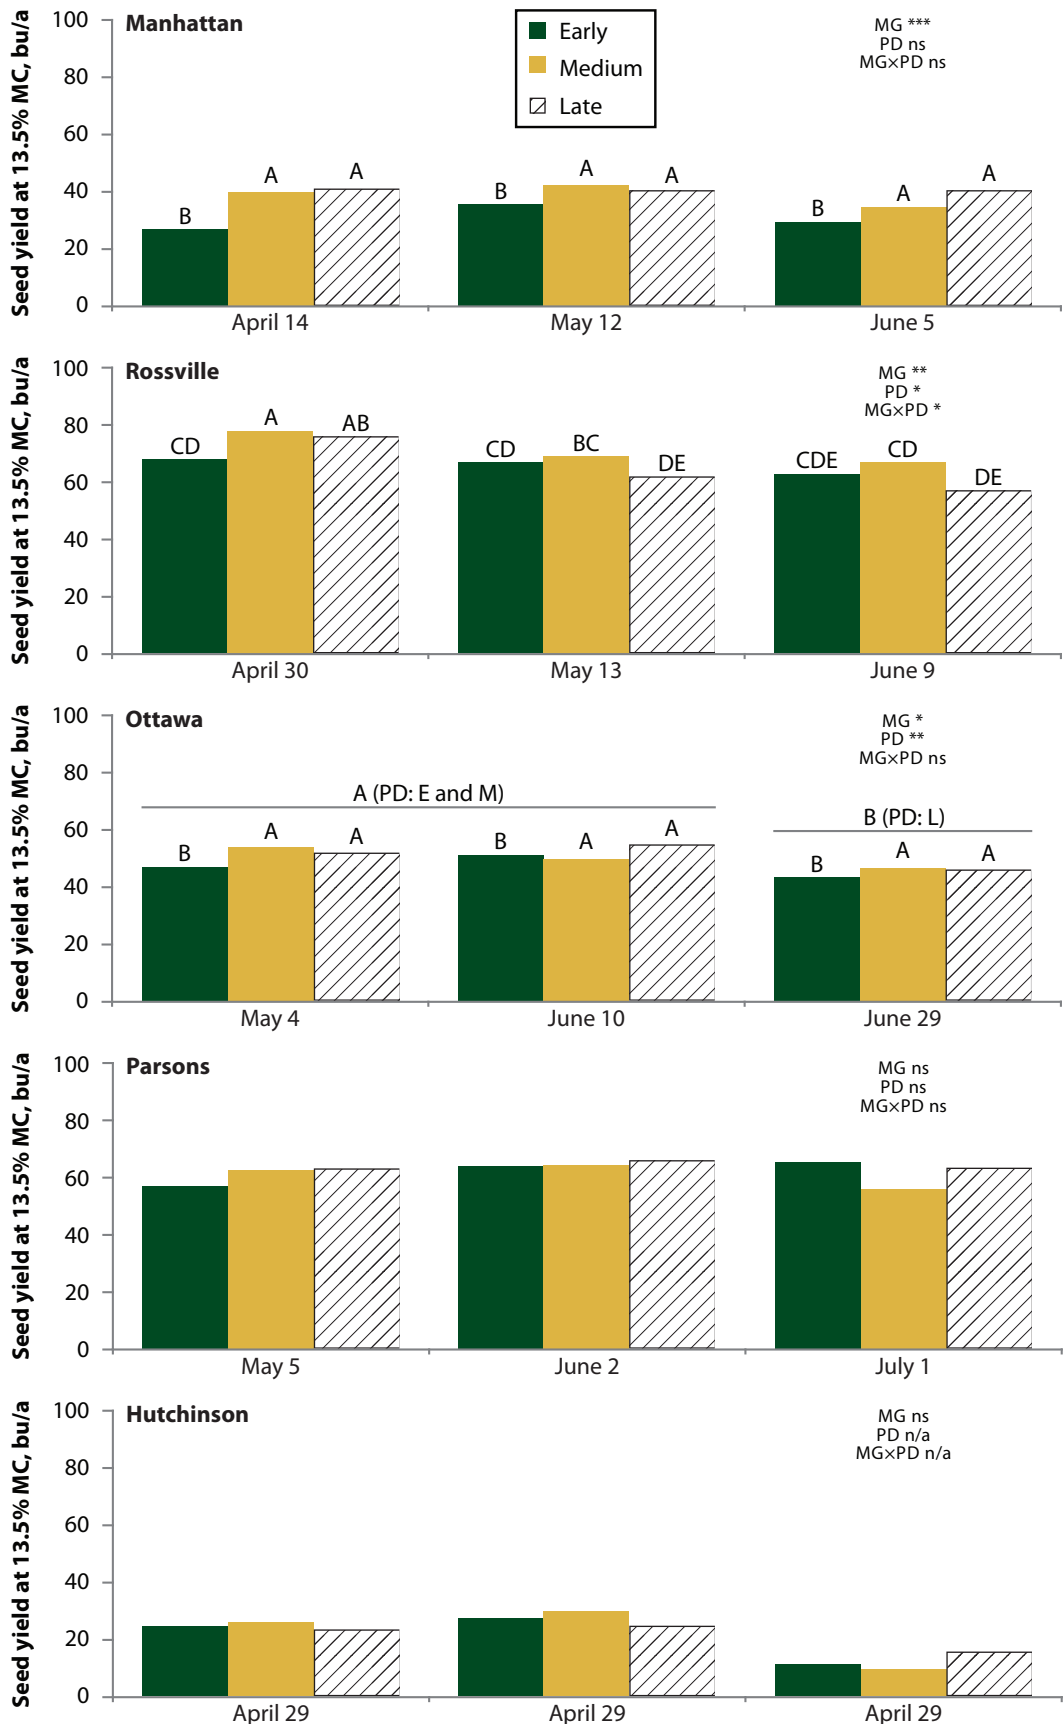 Manhattan
Early
Medium
Late
MG ***
PD ns
MG×PD ns
Seed yield at 13.5% MC, bu/a
100
80
60
40
20
0
B A A
B A A
B A A
April 14 May 12 June 5
Rossville
MG **
PD *
MG×PD *
Seed yield at 13.5% MC, bu/a
100
80
60
40
20
0
CD A AB
CD BC DE
CDE CD DE
April 30 May 13 June 9
Ottawa
MG *
PD **
MG×PD ns
Seed yield at 13.5% MC, bu/a
100
80
60
40
20
0
A (PD: E and M)
B (PD: L)
B A A
B A A
B A A
May 4 June 10 June 29
Parsons
MG ns
PD ns
MG×PD ns
Seed yield at 13.5% MC, bu/a
100
80
60
40
20
0
May 5 June 2 July 1
Hutchinson
MG ns
PD n/a
MG×PD n/a
Seed yield at 13.5% MC, bu/a
100
80
60
40
20
0
April 29 April 29 April 29